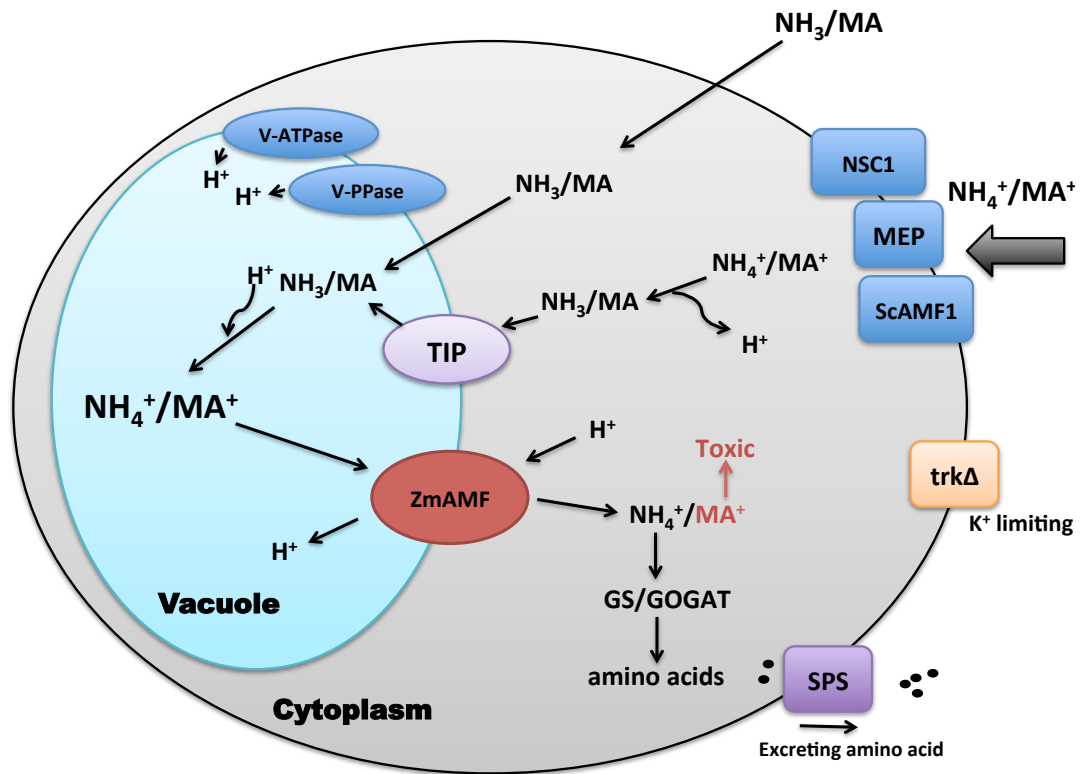 NH₃/MA
V-ATPase
H⁺
H⁺
V-PPase
NH₃/MA
NSC1
NH₄⁺/MA⁺
MEP
ScAMF1
NH₄⁺/MA⁺
H⁺
NH₃/MA
NH₃/MA
H⁺
TIP
NH₄⁺/MA⁺
H⁺
Toxic
ZmAMF
NH₄⁺/MA⁺
trkΔ
K⁺ limiting
H⁺
Vacuole
GS/GOGAT
amino acids
SPS
Cytoplasm
Excreting amino acid